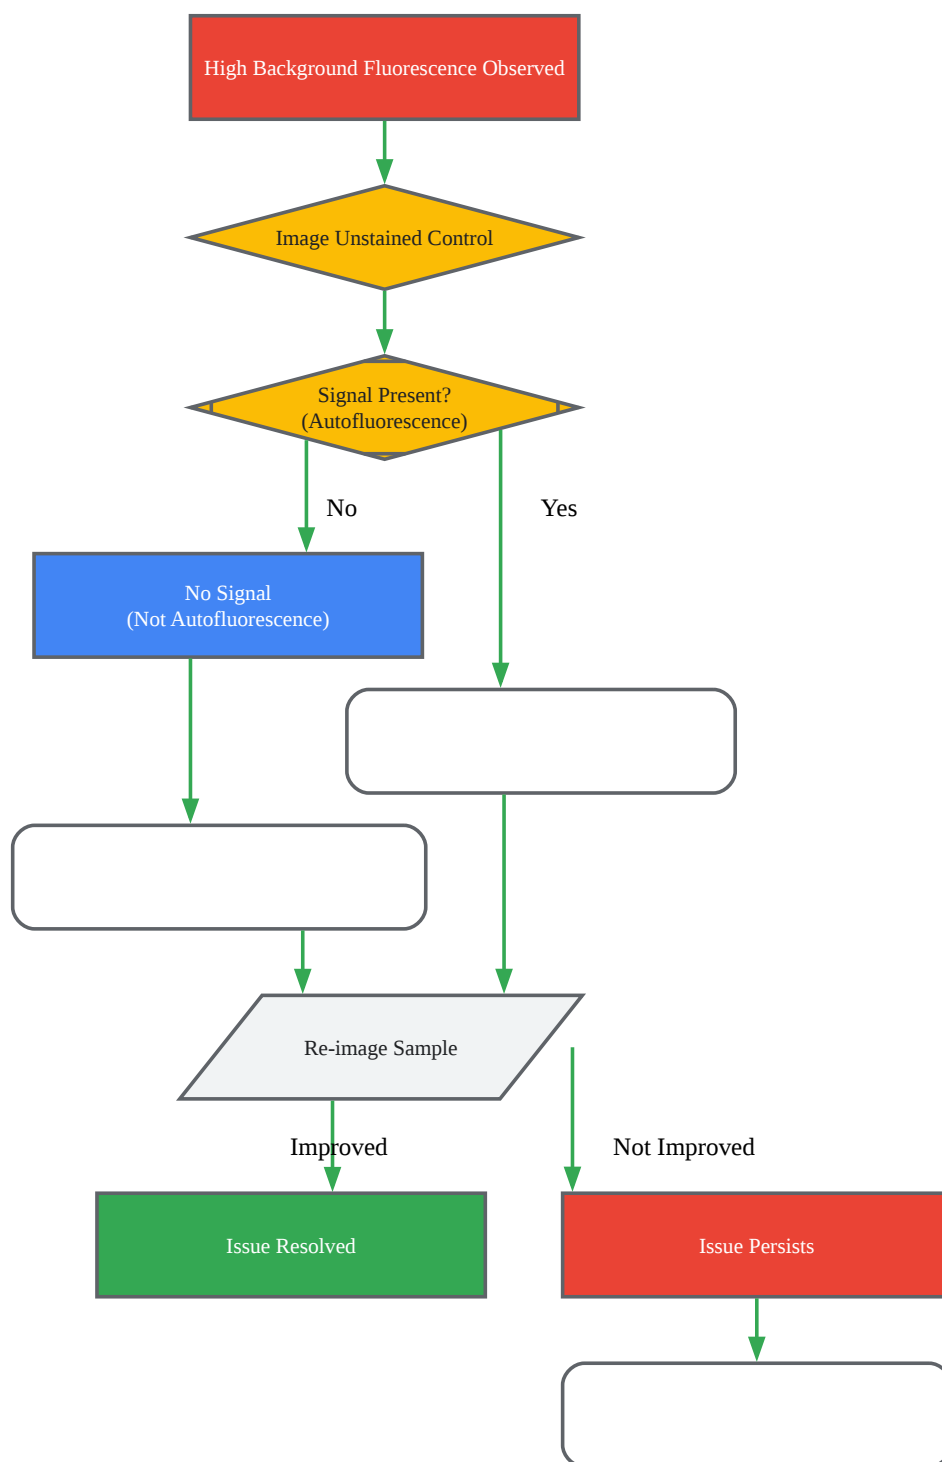 High Background Fluorescence Observed
Image Unstained Control
Signal Present?
(Autofluorescence)
No
Yes
No Signal
(Not Autofluorescence)
Re-image Sample
Improved
Not Improved
Issue Resolved
Issue Persists